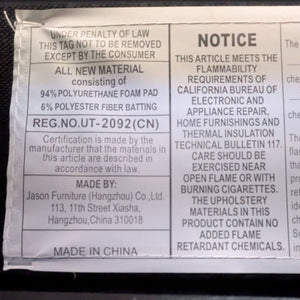 UNDER PENALTY OF LAW
THIS TAG NOT TO BE REMOVED
EXCEPT BY THE CONSUMER
ALL NEW MATERIAL
consisting of
94% POLYURETHANE FOAM PAD
6% POLYESTER FIBER BATTING
REG.NO.UT-2092(CN)
Certification is made by the
manufacturer that the materials in
this article are described in
accordance with law.
MADE BY:
Jason Furniture (Hangzhou) Co.,Ltd.
113, 11th Street Xiasha,
Hangzhou,China 310018
MADE IN CHINA
NOTICE
THIS ARTICLE MEETS THE
FLAMMABILITY
REQUIREMENTS OF
CALIFORNIA BUREAU OF
ELECTRONIC AND
APPLIANCE REPAIR,
HOME FURNISHINGS AND
THERMAL INSULATION
TECHNICAL BULLETIN 117.
CARE SHOULD BE
EXERCISED NEAR
OPEN FLAME OR WITH
BURNING CIGARETTES.
THE UPHOLSTERY
MATERIALS IN THIS
PRODUCT CONTAIN NO
ADDED FLAME
RETARDANT CHEMICALS.